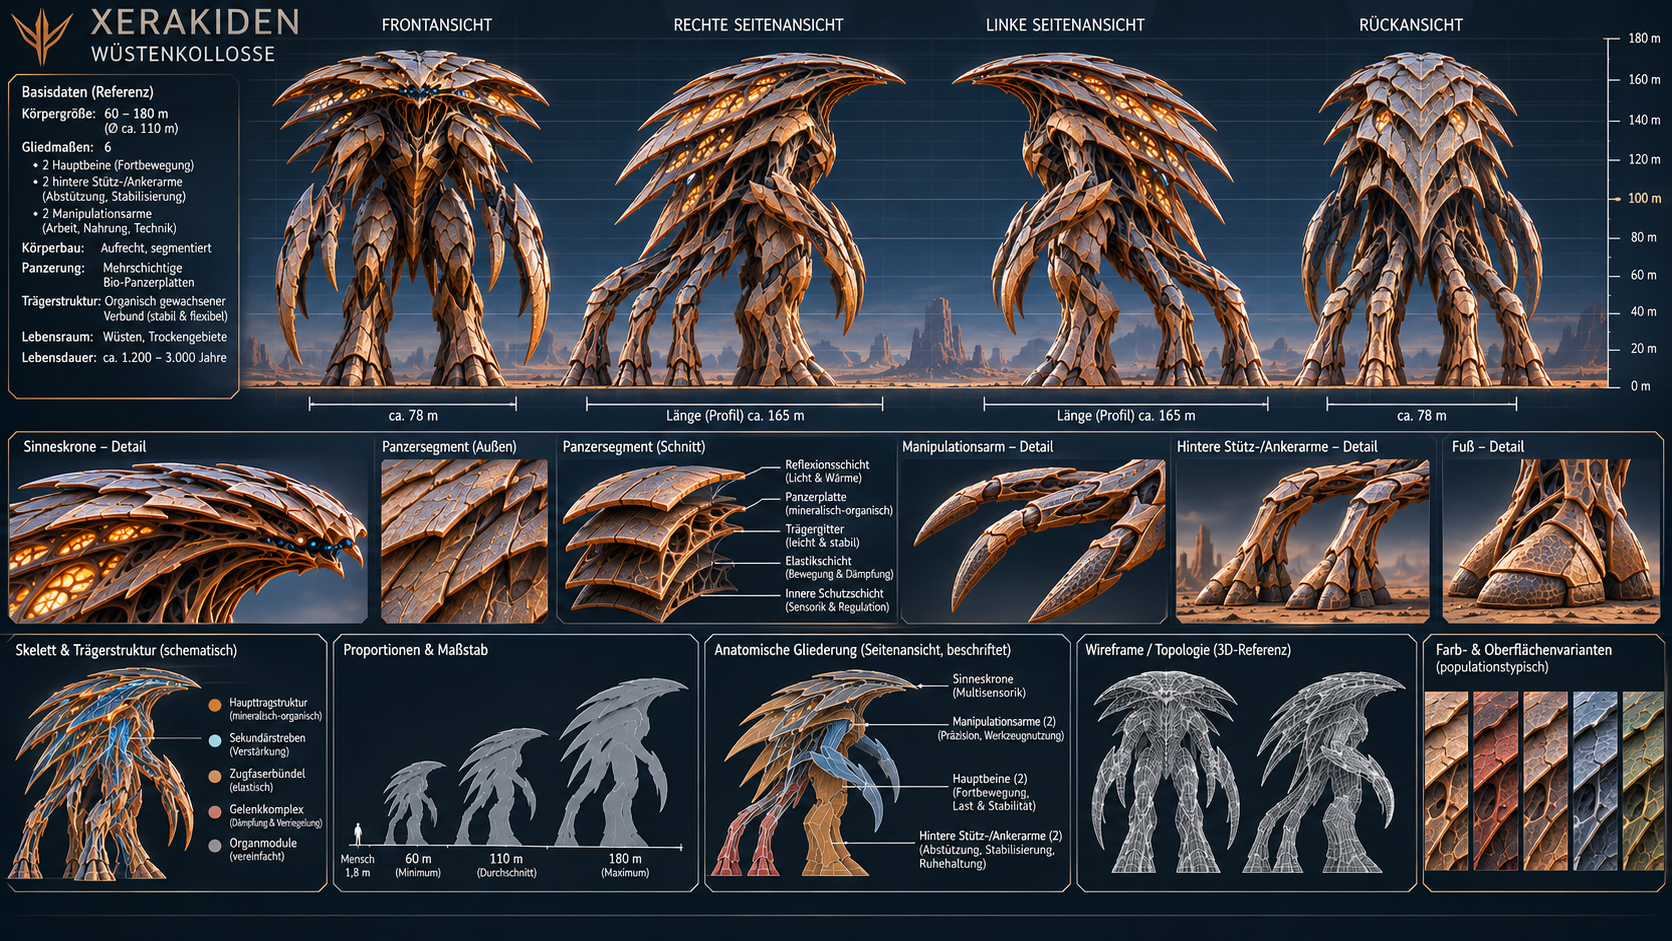 XERAKIDEN
WÜSTENKOLLOSSE
FRONTANSICHT
RECHTE SEITENANSICHT
LINKE SEITENANSICHT
RÜCKANSICHT
Basisdaten (Referenz)
Körpergröße: 60 – 180 m
(Ø ca. 110 m)
Gliedmaßen: 6
• 2 Hauptbeine (Fortbewegung)
• 2 hintere Stütz-/Ankerarme
(Abstützung, Stabilisierung)
• 2 Manipulationsarme
(Arbeit, Nahrung, Technik)
Körperbau: Aufrecht, segmentiert
Panzerung: Mehrschichtige
Bio-Panzerplatten
Trägerstruktur: Organisch gewachsener
Verbund (stabil & flexibel)
Lebensraum: Wüsten, Trockengebiete
Lebensdauer: ca. 1.200 – 3.000 Jahre
180 m
160 m
140 m
120 m
100 m
80 m
60 m
40 m
20 m
0 m
ca. 78 m
Länge (Profil) ca. 165 m
Länge (Profil) ca. 165 m
ca. 78 m
Sinneskrone – Detail
Panzersegment (Außen)
Panzersegment (Schnitt)
Reflexionsschicht
(Licht & Wärme)
Panzerplatte
(mineralisch-organisch)
Trägergitter
(leicht & stabil)
Elastikschicht
(Bewegung & Dämpfung)
Innere Schutzschicht
(Sensorik & Regulation)
Manipulationsarm – Detail
Hintere Stütz-/Ankerarme – Detail
Fuß – Detail
Skelett & Trägerstruktur (schematisch)
Haupttragstruktur
(mineralisch-organisch)
Sekundärstreben
(Verstärkung)
Zugfaserbündel
(elastisch)
Gelenkkomplex
(Dämpfung & Verriegelung)
Organmodule
(vereinfacht)
Proportionen & Maßstab
Mensch
1,8 m
60 m
(Minimum)
110 m
(Durchschnitt)
180 m
(Maximum)
Anatomische Gliederung (Seitenansicht, beschriftet)
Sinneskrone
(Multisensorik)
Manipulationsarme (2)
(Präzision, Werkzeugnutzung)
Hauptbeine (2)
(Fortbewegung,
Last & Stabilität)
Hintere Stütz-/Ankerarme (2)
(Abstützung, Stabilisierung,
Ruhehaltung)
Wireframe / Topologie (3D-Referenz)
Farb- & Oberflächenvarianten
(populationstypisch)